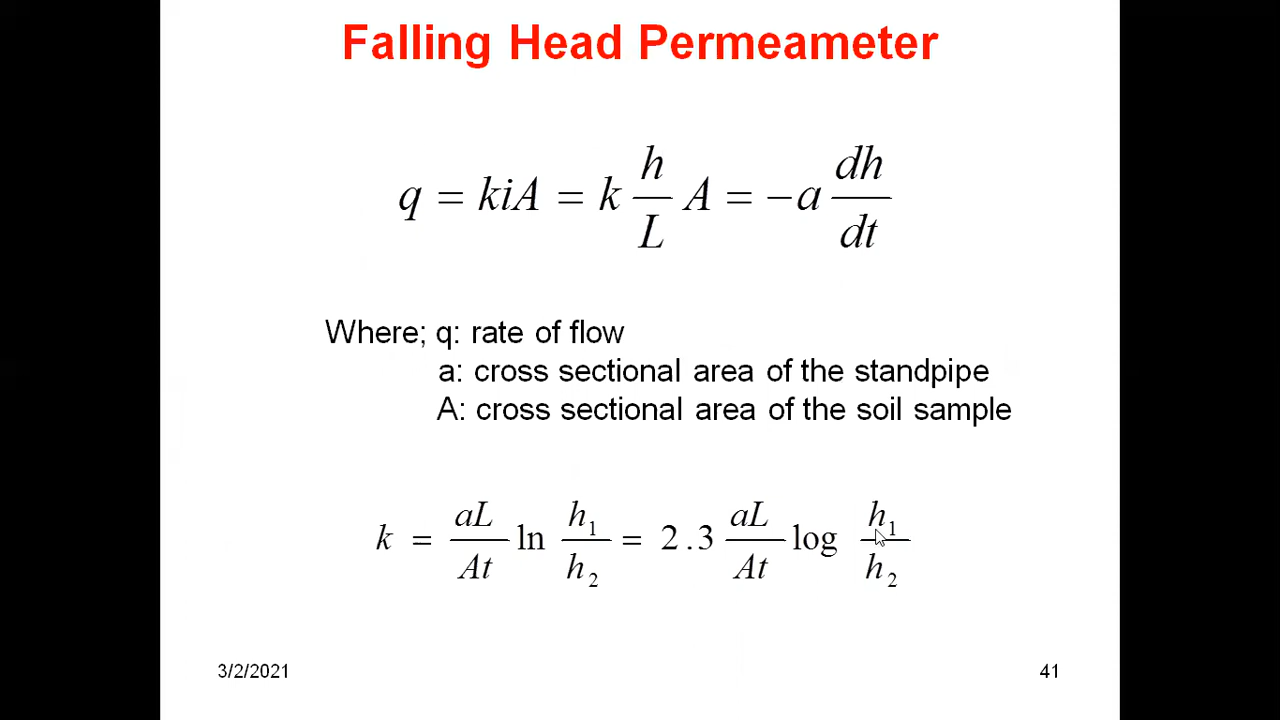 Falling Head Permeameter
q = kiA = k h/L A = −a dh/dt
Where; q: rate of flow
a: cross sectional area of the standpipe
A: cross sectional area of the soil sample
k = aL/At ln h₁/h₂ = 2.3 aL/At log h₁/h₂
3/2/2021
41